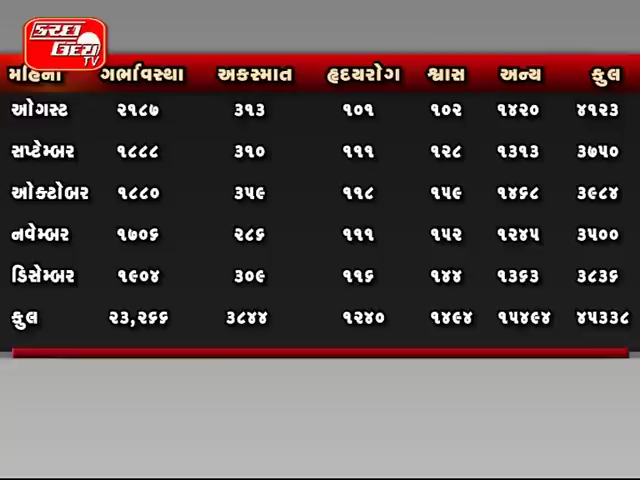 કચ્છ
ઉદય
TV
મહિના ગર્ભાવસ્થા અકસ્માત હૃદયરોગ શ્વાસ અન્ય કુલ
ઓગસ્ટ ૨૧૮૭ ૩૧૩ ૧૦૧ ૧૦૨ ૧૪૨૦ ૪૧૨૩
સપ્ટેમ્બર ૧૮૮૮ ૩૧૦ ૧૧૧ ૧૨૮ ૧૩૧૩ ૩૭૫૦
ઓક્ટોબર ૧૮૮૦ ૩૫૯ ૧૧૮ ૧૫૯ ૧૪૬૮ ૩૯૮૪
નવેમ્બર ૧૭૦૬ ૨૮૬ ૧૧૧ ૧૫૨ ૧૨૪૫ ૩૫૦૦
ડિસેમ્બર ૧૯૦૪ ૩૦૯ ૧૧૬ ૧૪૪ ૧૩૬૩ ૩૮૩૬
કુલ ૨૩,૨૬૬ ૩૮૪૪ ૧૨૪૦ ૧૪૯૪ ૧૫૪૯૪ ૪૫૩૩૮